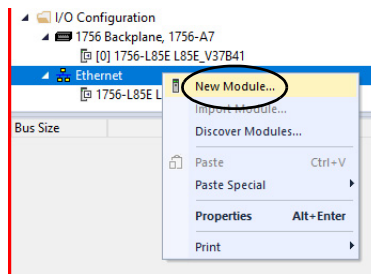 I/O Configuration
1756 Backplane, 1756-A7
[0] 1756-L85E L85E_V37B41
Ethernet
1756-L85E L
Bus Size
New Module...
Import Module...
Discover Modules...
Paste Ctrl+V
Paste Special
Properties Alt+Enter
Print